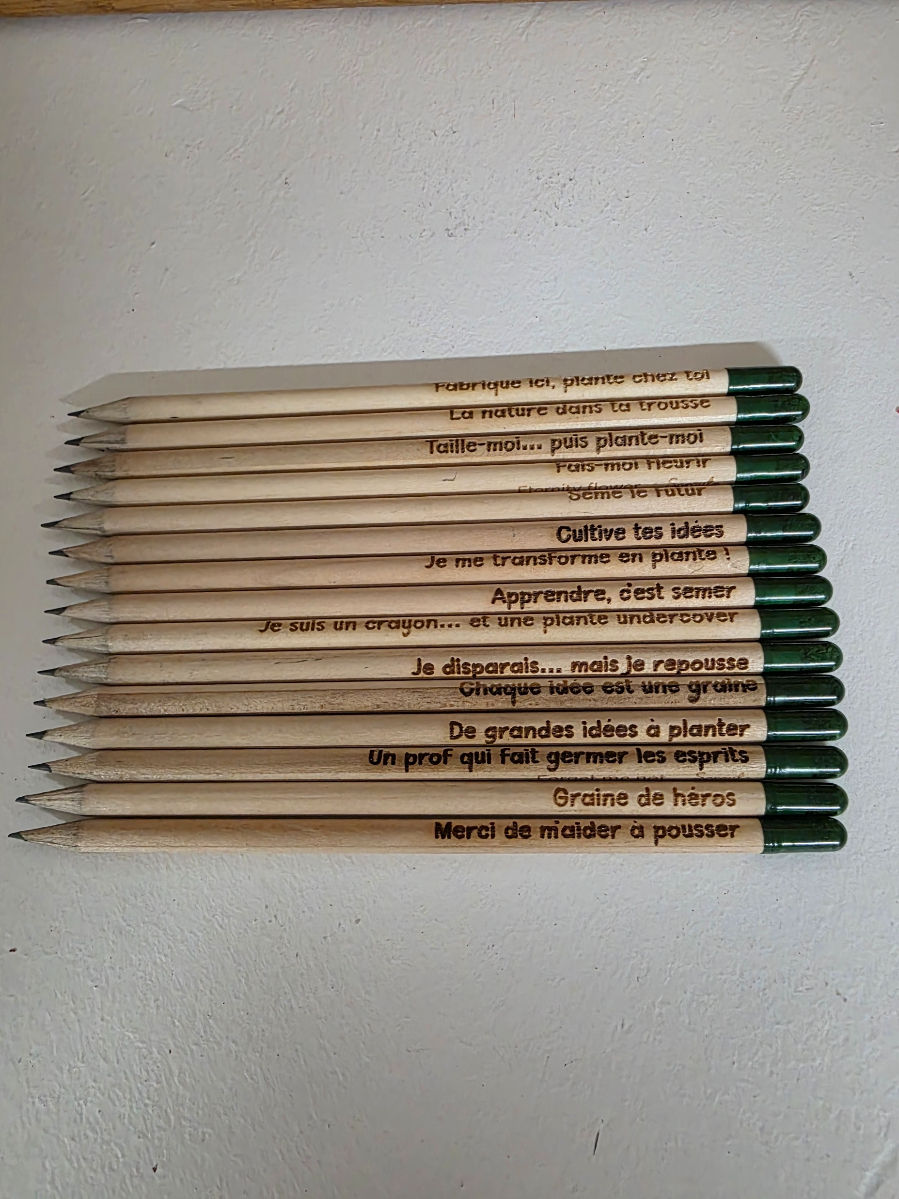 Fabriqué ici, planté chez toi
La nature dans ta trousse
Taille-moi... puis plante-moi
Fais-moi fleurir
Eternity flower
Sème le futur
Cultive tes idées
Je me transforme en plante !
Apprendre, c'est semer
Je suis un crayon... et une plante undercover
Je disparais... mais je repousse
Chaque idée est une graine
De grandes idées à planter
Un prof qui fait germer les esprits
Graine de héros
Merci de m'aider à pousser